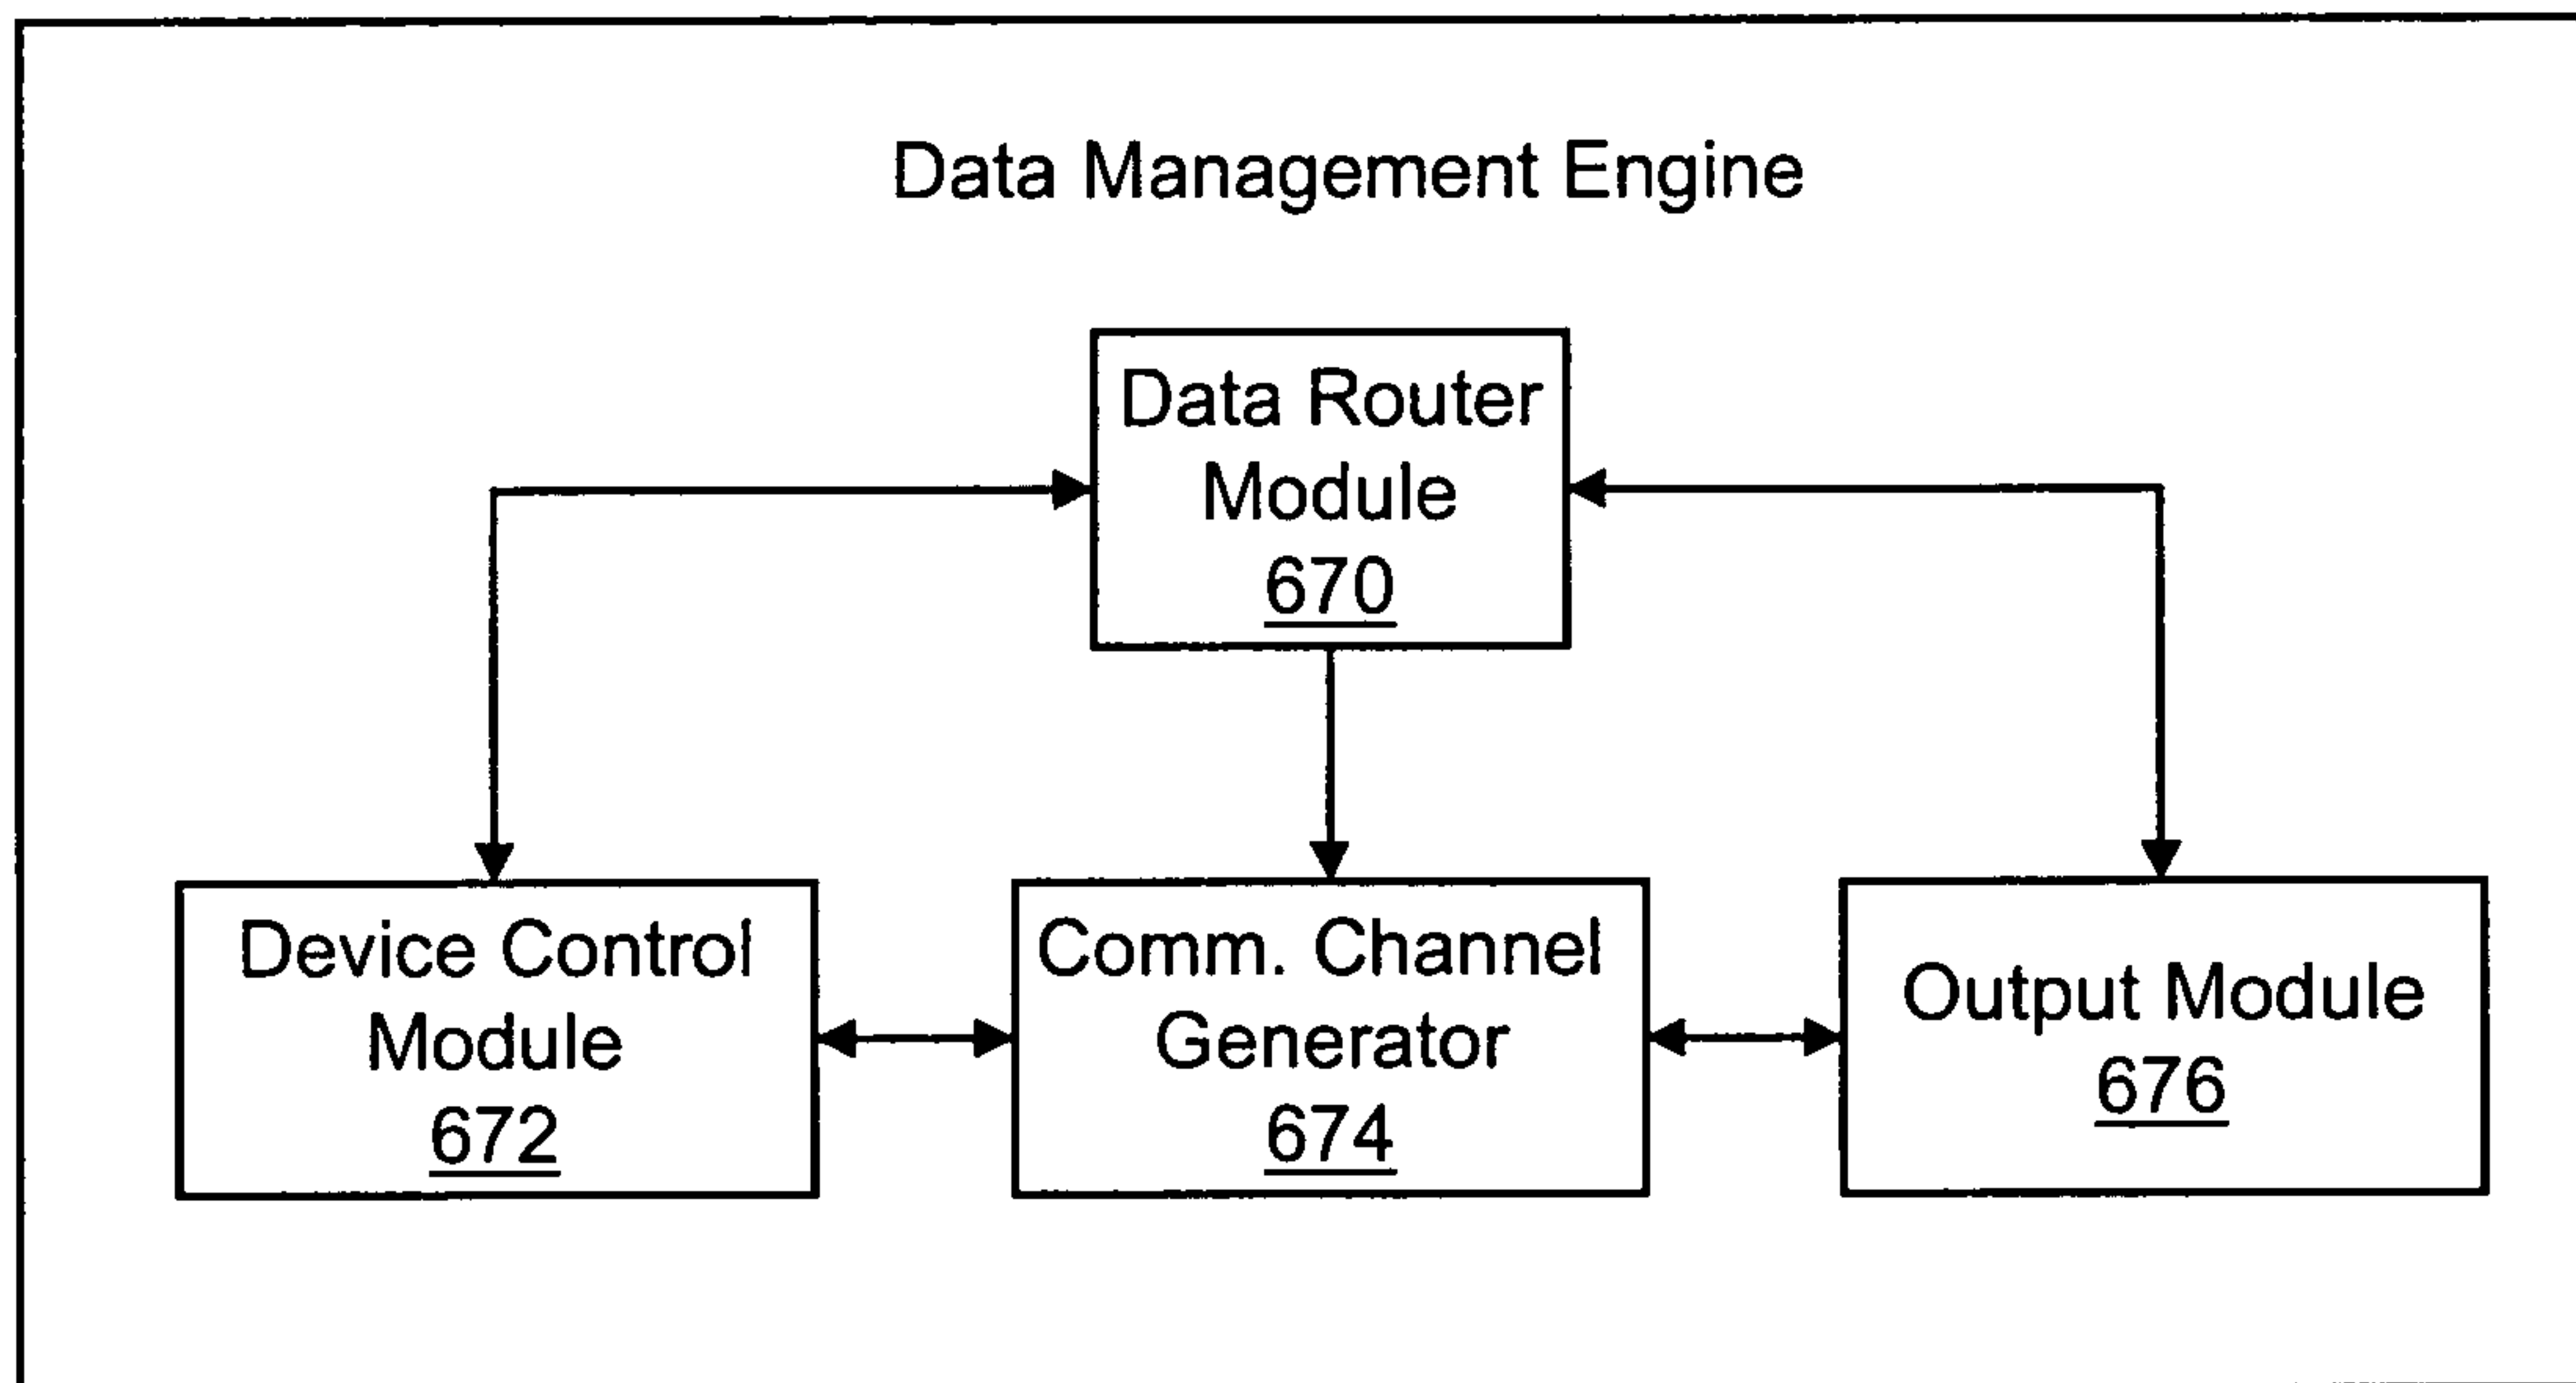 Data Management Engine
Data Router
Module
670
Device Control
Module
672
Comm. Channel
Generator
674
Output Module
676